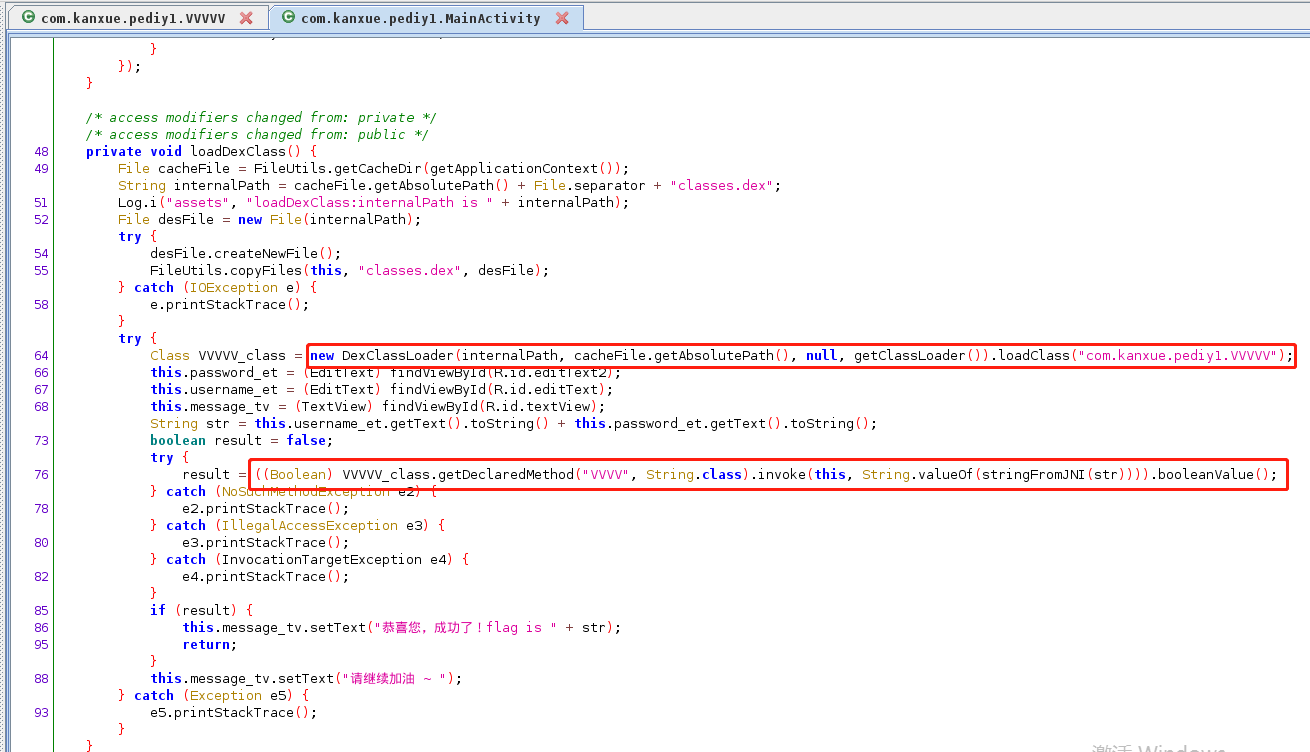 com.kanxue.pediy1.VVVVV com.kanxue.pediy1.MainActivity
}
});
}
/* access modifiers changed from: private */
/* access modifiers changed from: public */
48 private void loadDexClass() {
49 File cacheFile = FileUtils.getCacheDir(getApplicationContext());
String internalPath = cacheFile.getAbsolutePath() + File.separator + "classes.dex";
51 Log.i("assets", "loadDexClass:internalPath is " + internalPath);
52 File desFile = new File(internalPath);
try {
54 desFile.createNewFile();
55 FileUtils.copyFiles(this, "classes.dex", desFile);
} catch (IOException e) {
58 e.printStackTrace();
}
try {
64 Class VVVVV_class = new DexClassLoader(internalPath, cacheFile.getAbsolutePath(), null, getClassLoader()).loadClass("com.kanxue.pediy1.VVVVV");
66 this.password_et = (EditText) findViewById(R.id.editText2);
67 this.username_et = (EditText) findViewById(R.id.editText);
68 this.message_tv = (TextView) findViewById(R.id.textView);
String str = this.username_et.getText().toString() + this.password_et.getText().toString();
73 boolean result = false;
try {
76 result = ((Boolean) VVVVV_class.getDeclaredMethod("VVVV", String.class).invoke(this, String.valueOf(stringFromJNI(str)))).booleanValue();
} catch (NoSuchMethodException e2) {
78 e2.printStackTrace();
} catch (IllegalAccessException e3) {
80 e3.printStackTrace();
} catch (InvocationTargetException e4) {
82 e4.printStackTrace();
}
85 if (result) {
86 this.message_tv.setText("恭喜您，成功了！flag is " + str);
95 return;
}
88 this.message_tv.setText("请继续加油 ~ ");
} catch (Exception e5) {
93 e5.printStackTrace();
}
}
激活 Windows